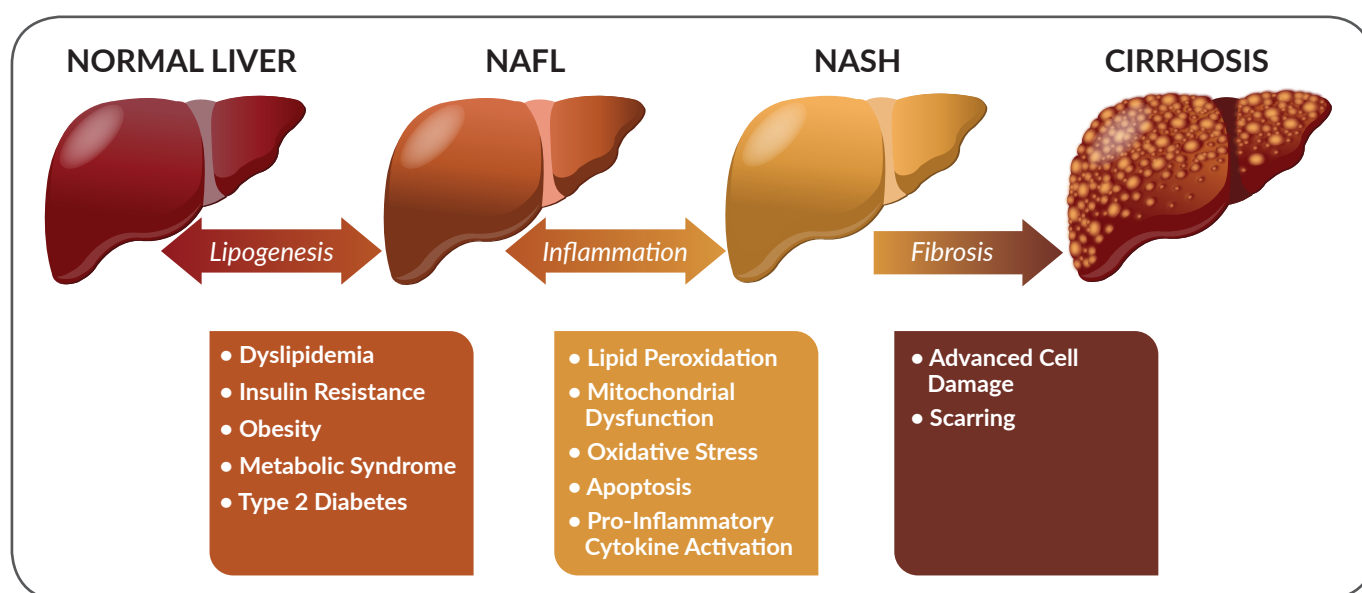 NORMAL LIVER
NAFL
NASH
CIRRHOSIS
Lipogenesis
Inflammation
Fibrosis
• Dyslipidemia
• Insulin Resistance
• Obesity
• Metabolic Syndrome
• Type 2 Diabetes
• Lipid Peroxidation
• Mitochondrial
Dysfunction
• Oxidative Stress
• Apoptosis
• Pro-Inflammatory
Cytokine Activation
• Advanced Cell
Damage
• Scarring